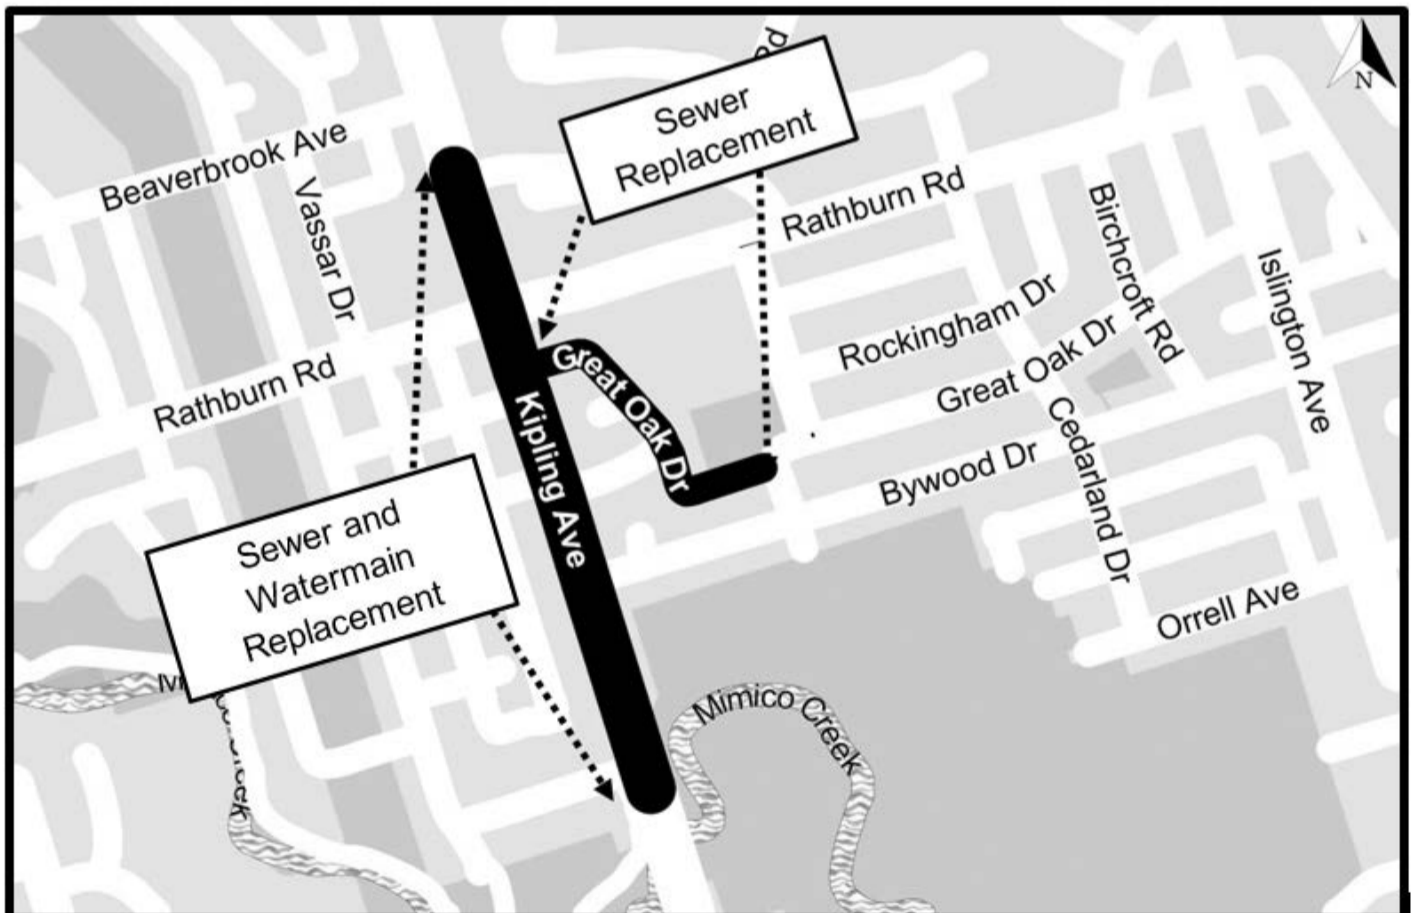 Rd
N
Sewer
Replacement
Beaverbrook Ave
Vassar Dr
Rathburn Rd
Birchcroft Rd
Islington Ave
Rockingham Dr
Great Oak Dr
Great Oak Dr
Rathburn Rd
Kipling Ave
Cedarland Dr
Bywood Dr
Sewer and
Watermain
Replacement
Orrell Ave
Mimico Creek